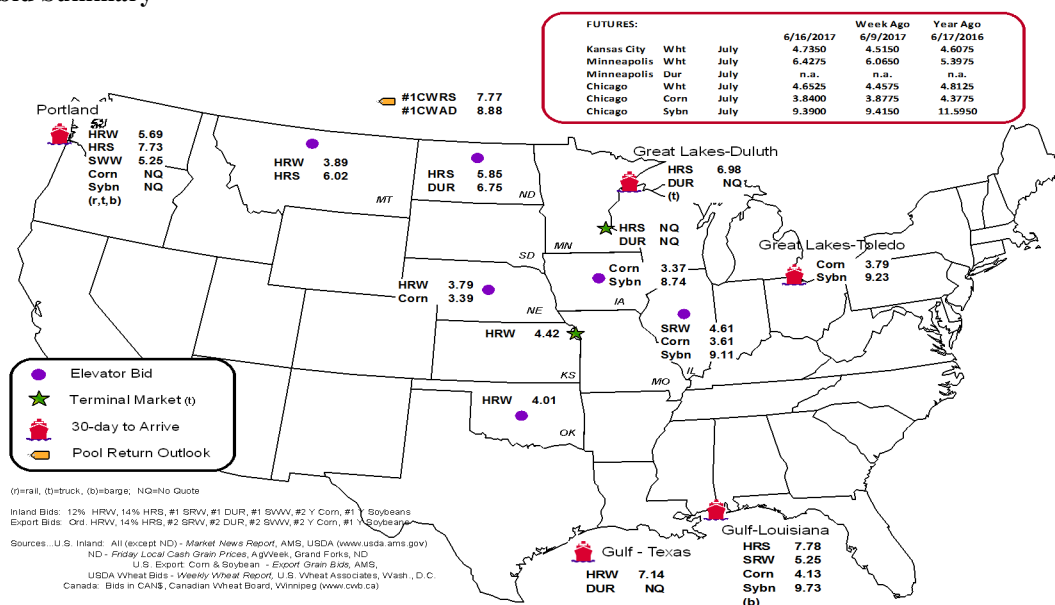 FUTURES: Week Ago Year Ago
6/16/2017 6/9/2017 6/17/2016
Kansas City Wht July 4.7350 4.5150 4.6075
Minneapolis Wht July 6.4275 6.0650 5.3975
Minneapolis Dur July n.a. n.a. n.a.
Chicago Wht July 4.6525 4.4575 4.8125
Chicago Corn July 3.8400 3.8775 4.3775
Chicago Sybn July 9.3900 9.4150 11.5950
#1CWRS 7.77
#1CWAD 8.88
Portland
HRW 5.69
HRS 7.73
SWW 5.25
Corn NQ
Sybn NQ
(r,t,b)
HRW 3.89
HRS 6.02
MT
HRS 5.85
DUR 6.75
ND
Great Lakes-Duluth
HRS 6.98
DUR NQ
(t)
HRS NQ
DUR NQ
MN
SD
Great Lakes-Toledo
Corn 3.79
Sybn 9.23
Corn 3.37
Sybn 8.74
IA
HRW 3.79
Corn 3.39
NE
HRW 4.42
KS
SRW 4.61
Corn 3.61
Sybn 9.11
IL
MO
HRW 4.01
OK
Elevator Bid
Terminal Market (t)
30-day to Arrive
Pool Return Outlook
(r)=rail, (t)=truck, (b)=barge; NQ=No Quote
Inland Bids: 12% HRW, 14% HRS, #1 SRW, #1 DUR, #1 SWW, #2 Y Corn, #1 Y Soybeans
Export Bids: Ord. HRW, 14% HRS, #2 SRW, #2 DUR, #2 SWW, #2 Y Corn, #1 Y Soybeans
Sources...U.S. Inland: All (except ND) - Market News Report, AMS, USDA (www.usda.ams.gov)
ND - Friday Local Cash Grain Prices, AgWeek, Grand Forks, ND
U.S. Export: Corn & Soybean - Export Grain Bids, AMS,
USDA Wheat Bids - Weekly Wheat Report, U.S. Wheat Associates, Wash., D.C.
Canada: Bids in CAN$, Canadian Wheat Board, Winnipeg (www.cwb.ca)
Gulf - Texas
HRW 7.14
DUR NQ
Gulf-Louisiana
HRS 7.78
SRW 5.25
Corn 4.13
Sybn 9.73
(b)